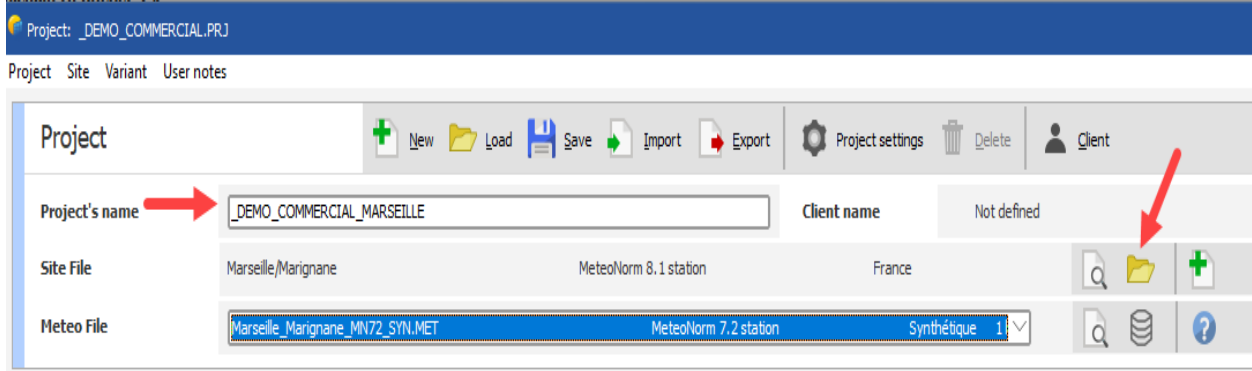 Project: _DEMO_COMMERCIAL.PRJ
Project Site Variant User notes
Project New Load Save Import Export Project settings Delete Client
Project's name _DEMO_COMMERCIAL_MARSEILLE Client name Not defined
Site File Marseille/Marignane MeteoNorm 8.1 station France
Meteo File Marseille_Marignane_MN72_SYN.MET MeteoNorm 7.2 station Synthétique 1